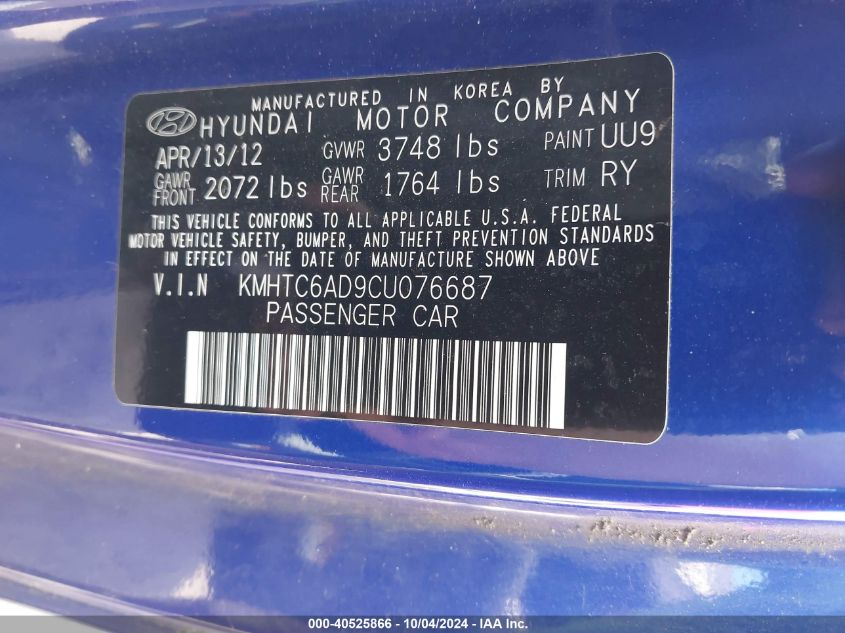 MANUFACTURED IN KOREA BY
HYUNDAI MOTOR COMPANY
APR/13/12 GVWR 3748 lbs PAINT UU9
GAWR FRONT 2072 lbs GAWR REAR 1764 lbs TRIM RY
THIS VEHICLE CONFORMS TO ALL APPLICABLE U.S.A. FEDERAL
MOTOR VEHICLE SAFETY, BUMPER, AND THEFT PREVENTION STANDARDS
IN EFFECT ON THE DATE OF MANUFACTURE SHOWN ABOVE.
V.I.N KMHTC6AD9CU076687
PASSENGER CAR
000-40525866 - 10/04/2024 - IAA Inc.